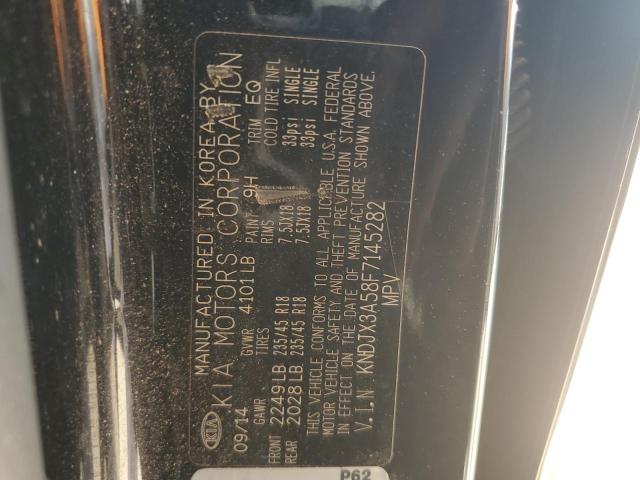 KIA MANUFACTURED IN KOREA BY
KIA MOTORS CORPORATION
09/14 GVWR 4101LB PAIN 9H TRIM EQ
GAWR TIRES RIMS COLD TIRE INFL
FRONT 2249LB 235/45 R18 7.5JX18 33psi SINGLE
REAR 2028LB 235/45 R18 7.5JX18 33psi SINGLE
THIS VEHICLE CONFORMS TO ALL APPLICABLE U.S.A. FEDERAL
MOTOR VEHICLE SAFETY AND THEFT PREVENTION STANDARDS
IN EFFECT ON THE DATE OF MANUFACTURE SHOWN ABOVE.
V.I.N KNDJX3A58F7145282
MPV
P62